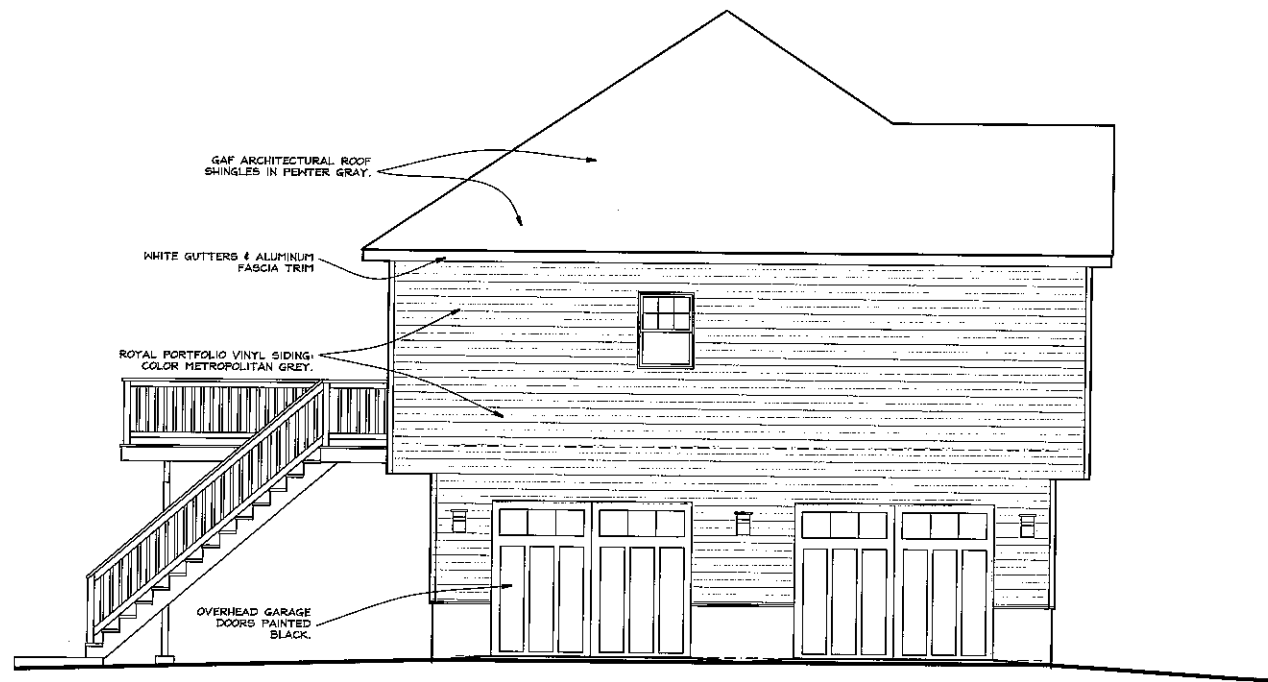 GAF ARCHITECTURAL ROOF
SHINGLES IN PEWTER GRAY.
WHITE GUTTERS & ALUMINUM
FASCIA TRIM
ROYAL PORTFOLIO VINYL SIDING;
COLOR METROPOLITAN GREY.
OVERHEAD GARAGE
DOORS PAINTED
BLACK.